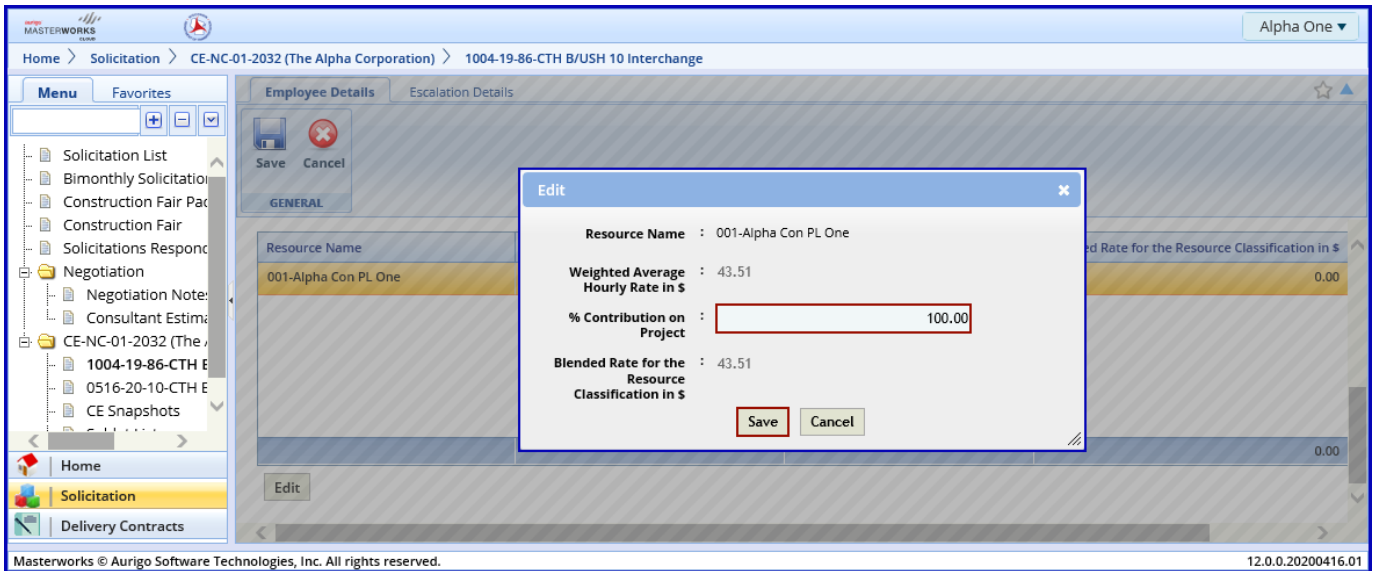 aurigo
MASTERWORKS
CLOUD
Alpha One ▼
Home > Solicitation > CE-NC-01-2032 (The Alpha Corporation) > 1004-19-86-CTH B/USH 10 Interchange
Menu Favorites
Employee Details Escalation Details
Save Cancel
GENERAL
Solicitation List
Bimonthly Solicitation
Construction Fair Pac
Construction Fair
Solicitations Respond
Negotiation
Negotiation Notes
Consultant Estima
CE-NC-01-2032 (The A
1004-19-86-CTH B
0516-20-10-CTH B
CE Snapshots
Home
Solicitation
Delivery Contracts
Resource Name
ed Rate for the Resource Classification in $
001-Alpha Con PL One
0.00
0.00
Edit
Edit
Resource Name : 001-Alpha Con PL One
Weighted Average : 43.51
Hourly Rate in $
% Contribution on : 100.00
Project
Blended Rate for the : 43.51
Resource
Classification in $
Save Cancel
Masterworks © Aurigo Software Technologies, Inc. All rights reserved.
12.0.0.20200416.01